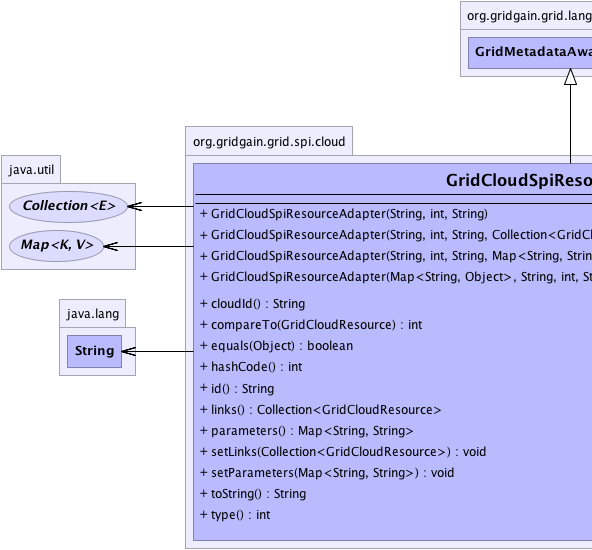 org.gridgain.grid.lang
GridMetadataAwa
org.gridgain.grid.spi.cloud
java.util
Collection<E>
Map<K, V>
java.lang
String
GridCloudSpiReso
+ GridCloudSpiResourceAdapter(String, int, String)
+ GridCloudSpiResourceAdapter(String, int, String, Collection<GridCl
+ GridCloudSpiResourceAdapter(String, int, String, Map<String, Strin
+ GridCloudSpiResourceAdapter(Map<String, Object>, String, int, St
+ cloudId() : String
+ compareTo(GridCloudResource) : int
+ equals(Object) : boolean
+ hashCode() : int
+ id() : String
+ links() : Collection<GridCloudResource>
+ parameters() : Map<String, String>
+ setLinks(Collection<GridCloudResource>) : void
+ setParameters(Map<String, String>) : void
+ toString() : String
+ type() : int